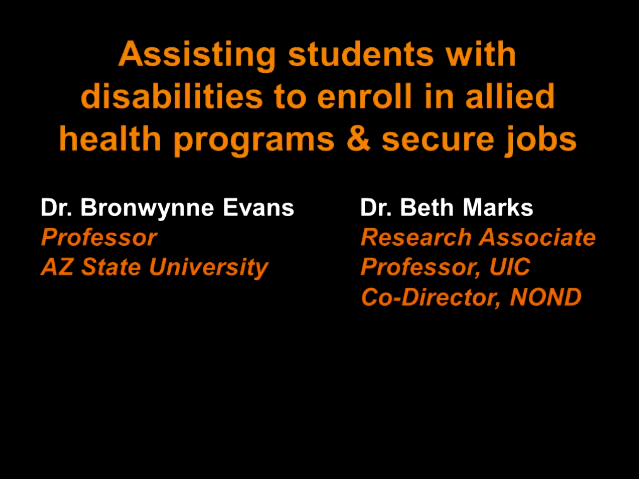 Assisting students with
disabilities to enroll in allied
health programs & secure jobs
Dr. Bronwynne Evans
Professor
AZ State University
Dr. Beth Marks
Research Associate
Professor, UIC
Co-Director, NOND